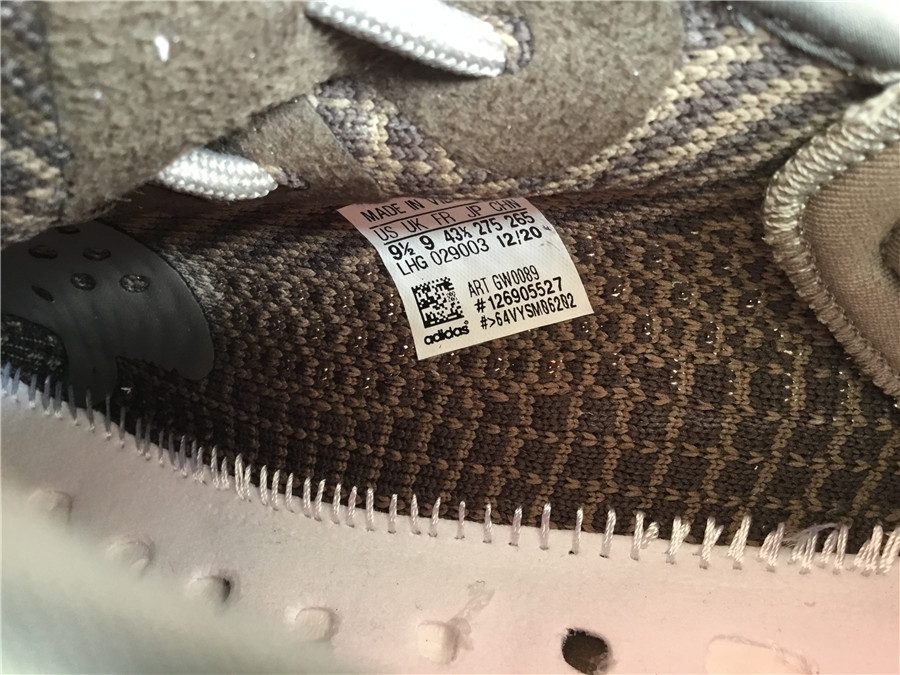 MADE IN
US UK FR JP CHN
9½ 9 43⅓ 275 265
LHG 029003 12/20
ART GW0089
#126905527
#>64VYSM06202
adidas